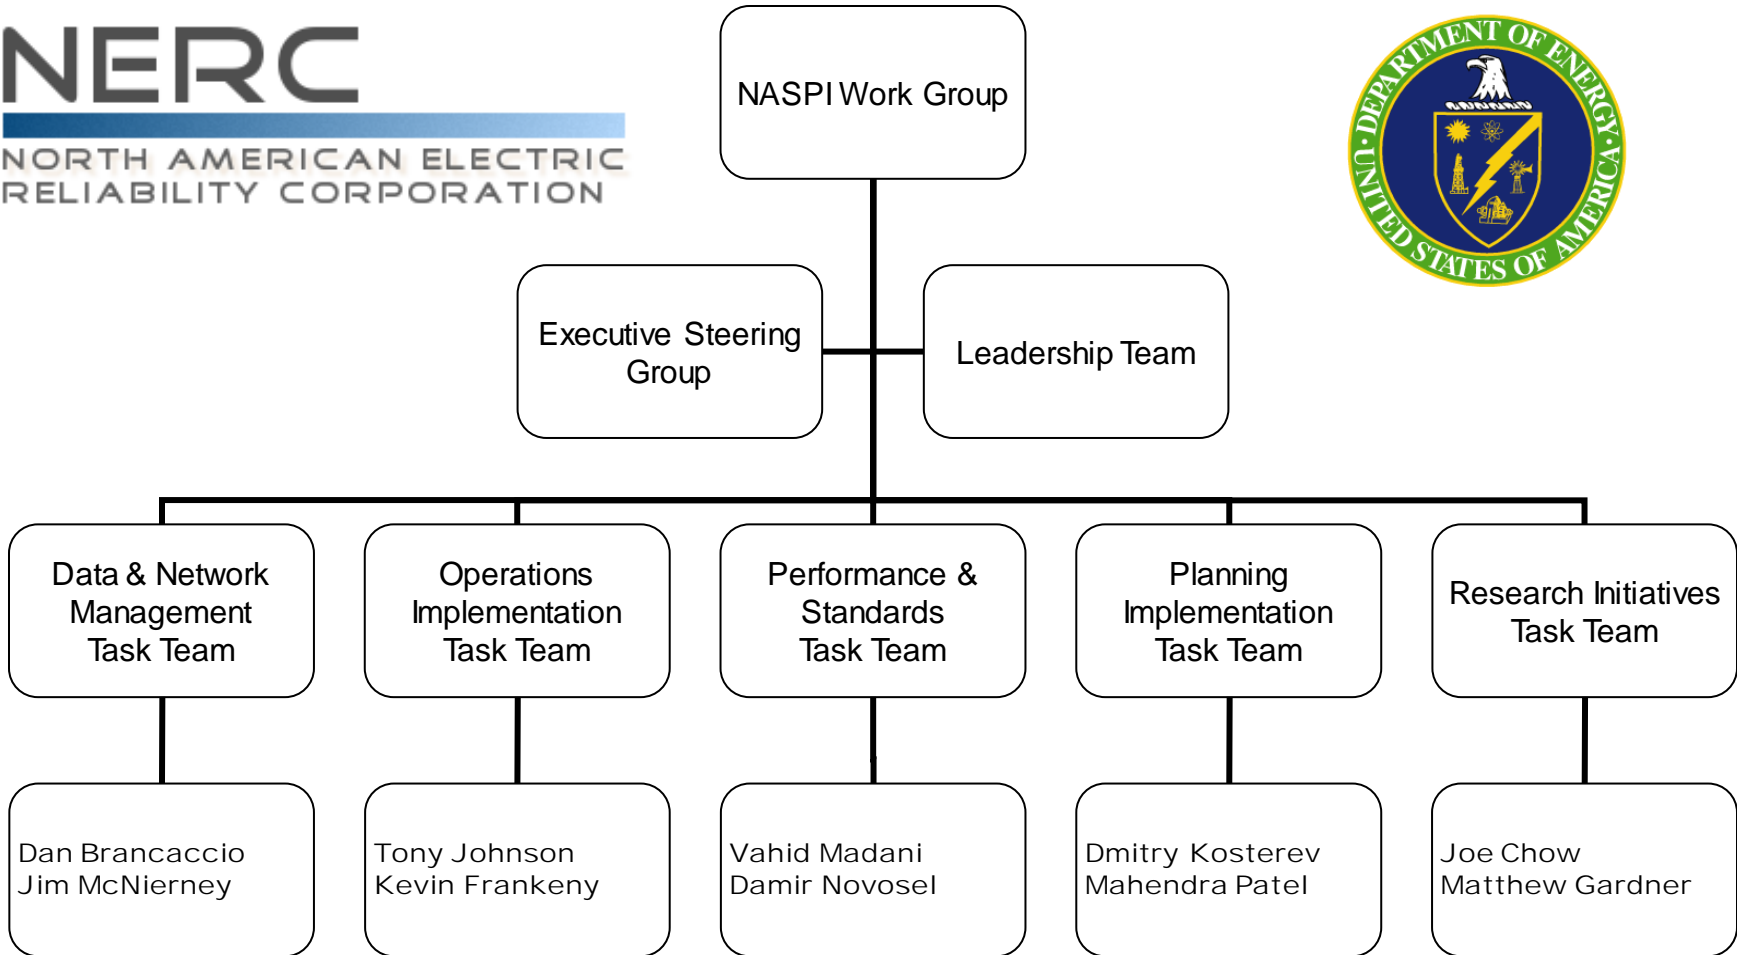 NERC
NORTH AMERICAN ELECTRIC
RELIABILITY CORPORATION
NASPI Work Group
DEPARTMENT OF ENERGY
UNITED STATES OF AMERICA
Executive Steering
Group
Leadership Team
Data & Network
Management
Task Team
Operations
Implementation
Task Team
Performance &
Standards
Task Team
Planning
Implementation
Task Team
Research Initiatives
Task Team
Dan Brancaccio
Jim McNierney
Tony Johnson
Kevin Frankeny
Vahid Madani
Damir Novosel
Dmitry Kosterev
Mahendra Patel
Joe Chow
Matthew Gardner